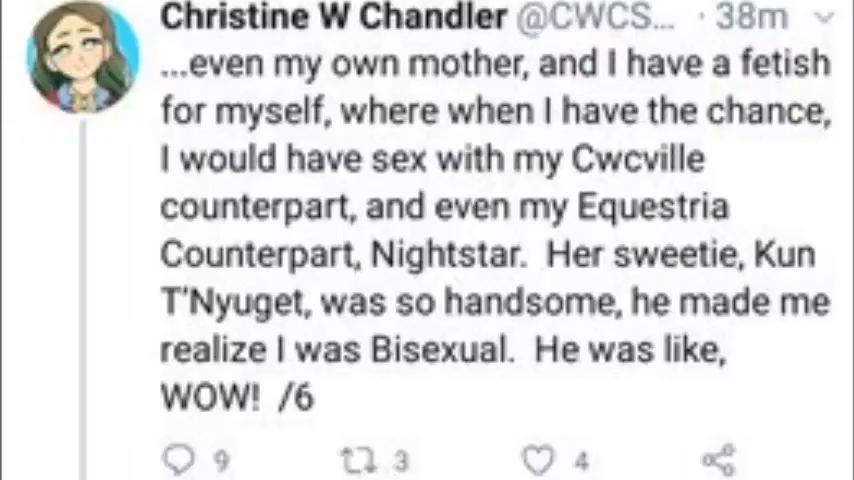 Christine W Chandler @CWCS... · 38m
...even my own mother, and I have a fetish
for myself, where when I have the chance,
I would have sex with my Cwcville
counterpart, and even my Equestria
Counterpart, Nightstar.  Her sweetie, Kun
T'Nyuget, was so handsome, he made me
realize I was Bisexual.  He was like,
WOW!  /6
9 3 4